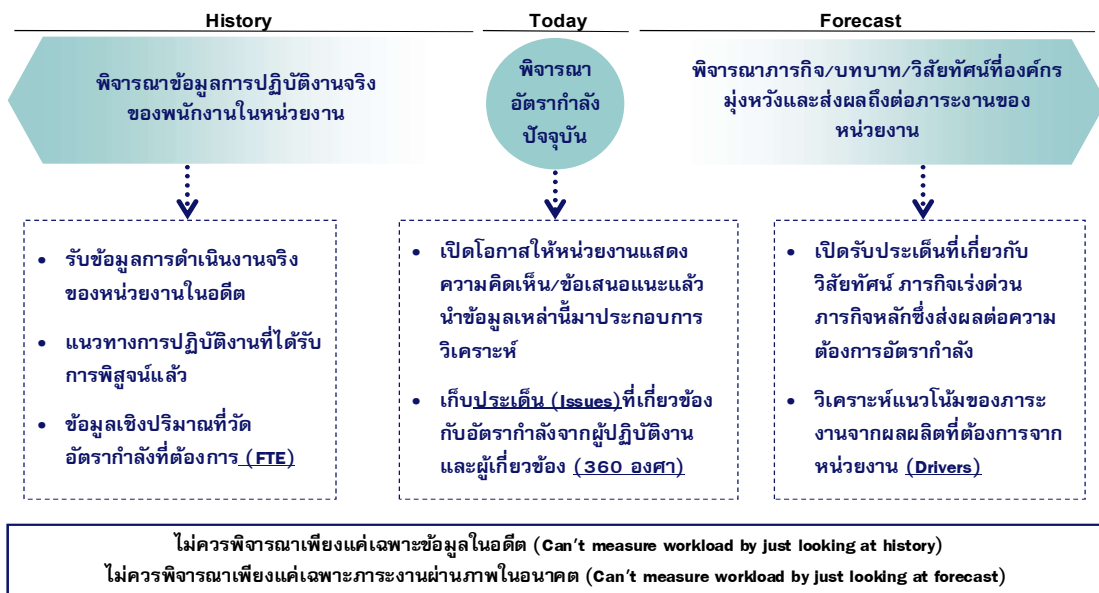 History
Today
Forecast
พิจารณาข้อมูลการปฏิบัติงานจริง
ของพนักงานในหน่วยงาน
พิจารณา
อัตรากำลัง
ปัจจุบัน
พิจารณาภารกิจ/บทบาท/วิสัยทัศน์ที่องค์กร
มุ่งหวังและส่งผลถึงต่อภาระงานของ
หน่วยงาน
• รับข้อมูลการดำเนินงานจริง
ของหน่วยงานในอดีต
• แนวทางการปฏิบัติงานที่ได้รับ
การพิสูจน์แล้ว
• ข้อมูลเชิงปริมาณที่วัด
อัตรากำลังที่ต้องการ (FTE)
• เปิดโอกาสให้หน่วยงานแสดง
ความคิดเห็น/ข้อเสนอแนะแล้ว
นำข้อมูลเหล่านี้มาประกอบการ
วิเคราะห์
• เก็บประเด็น (Issues)ที่เกี่ยวข้อง
กับอัตรากำลังจากผู้ปฏิบัติงาน
และผู้เกี่ยวข้อง (360 องศา)
• เปิดรับประเด็นที่เกี่ยวกับ
วิสัยทัศน์ ภารกิจเร่งด่วน
ภารกิจหลักซึ่งส่งผลต่อความ
ต้องการอัตรากำลัง
• วิเคราะห์แนวโน้มของภาระ
งานจากผลผลิตที่ต้องการจาก
หน่วยงาน (Drivers)
ไม่ควรพิจารณาเพียงแค่เฉพาะข้อมูลในอดีต (Can't measure workload by just looking at history)
ไม่ควรพิจารณาเพียงแค่เฉพาะภาระงานผ่านภาพในอนาคต (Can't measure workload by just looking at forecast)